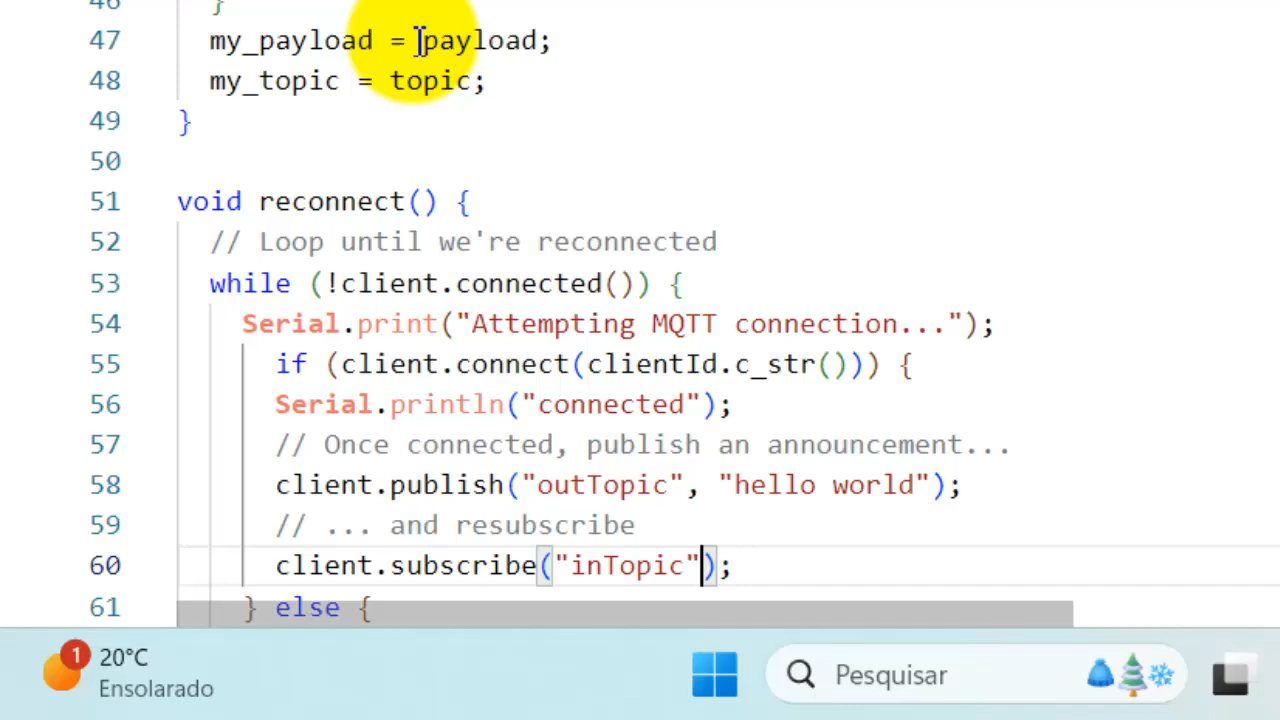 46 }
47 my_payload = payload;
48 my_topic = topic;
49 }
50
51 void reconnect() {
52 // Loop until we're reconnected
53 while (!client.connected()) {
54 Serial.print("Attempting MQTT connection...");
55 if (client.connect(clientId.c_str())) {
56 Serial.println("connected");
57 // Once connected, publish an announcement...
58 client.publish("outTopic", "hello world");
59 // ... and resubscribe
60 client.subscribe("inTopic");
61 } else {
1 20°C
Ensolarado
Pesquisar